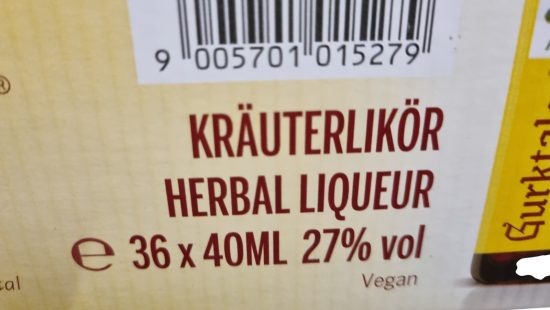 9 005701 015279
®
KRÄUTERLIKÖR
HERBAL LIQUEUR
℮ 36 x 40ML 27% vol
Vegan